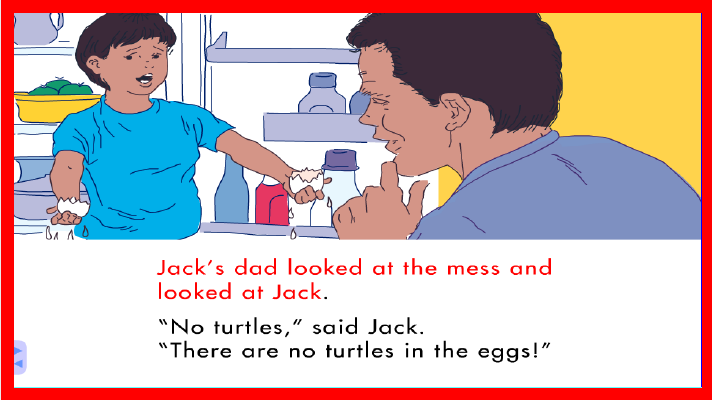 Jack's dad looked at the mess and
looked at Jack.
“No turtles,” said Jack.
“There are no turtles in the eggs!”